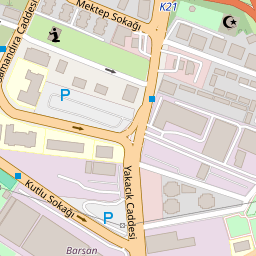 Mektep Sokağı
K21
Samandıra Caddesi
P
Yakacık Caddesi
Kutlu Sokağı
P
Barsan